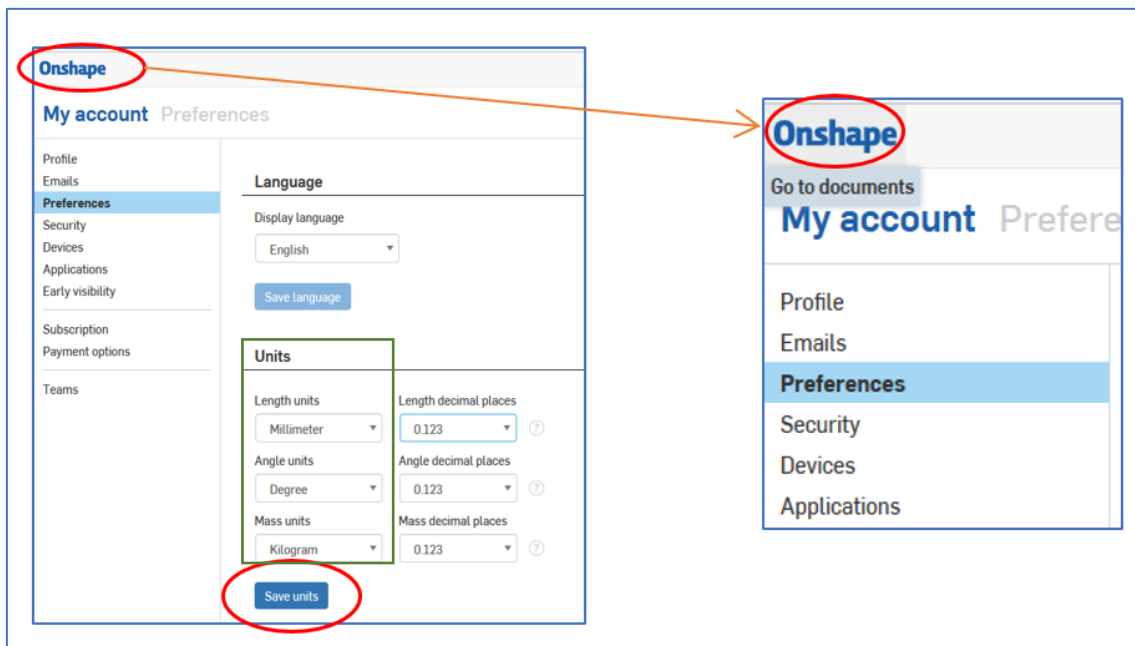 Onshape
My account Preferences
Profile
Emails
Preferences
Security
Devices
Applications
Early visibility
Subscription
Payment options
Teams
Language
Display language
English
Save language
Units
Length units Length decimal places
Millimeter 0.123 ?
Angle units Angle decimal places
Degree 0.123 ?
Mass units Mass decimal places
Kilogram 0.123 ?
Save units
Onshape
Go to documents
My account Prefere
Profile
Emails
Preferences
Security
Devices
Applications